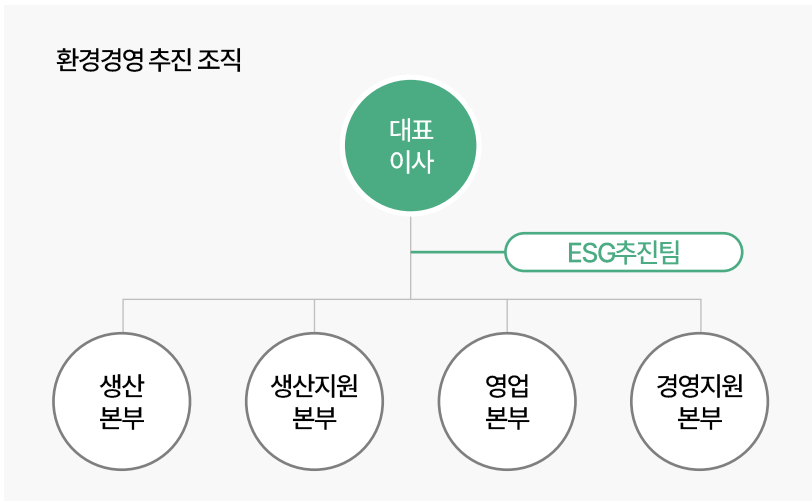 환경경영 추진 조직
대표
이사
ESG추진팀
생산
본부
생산지원
본부
영업
본부
경영지원
본부